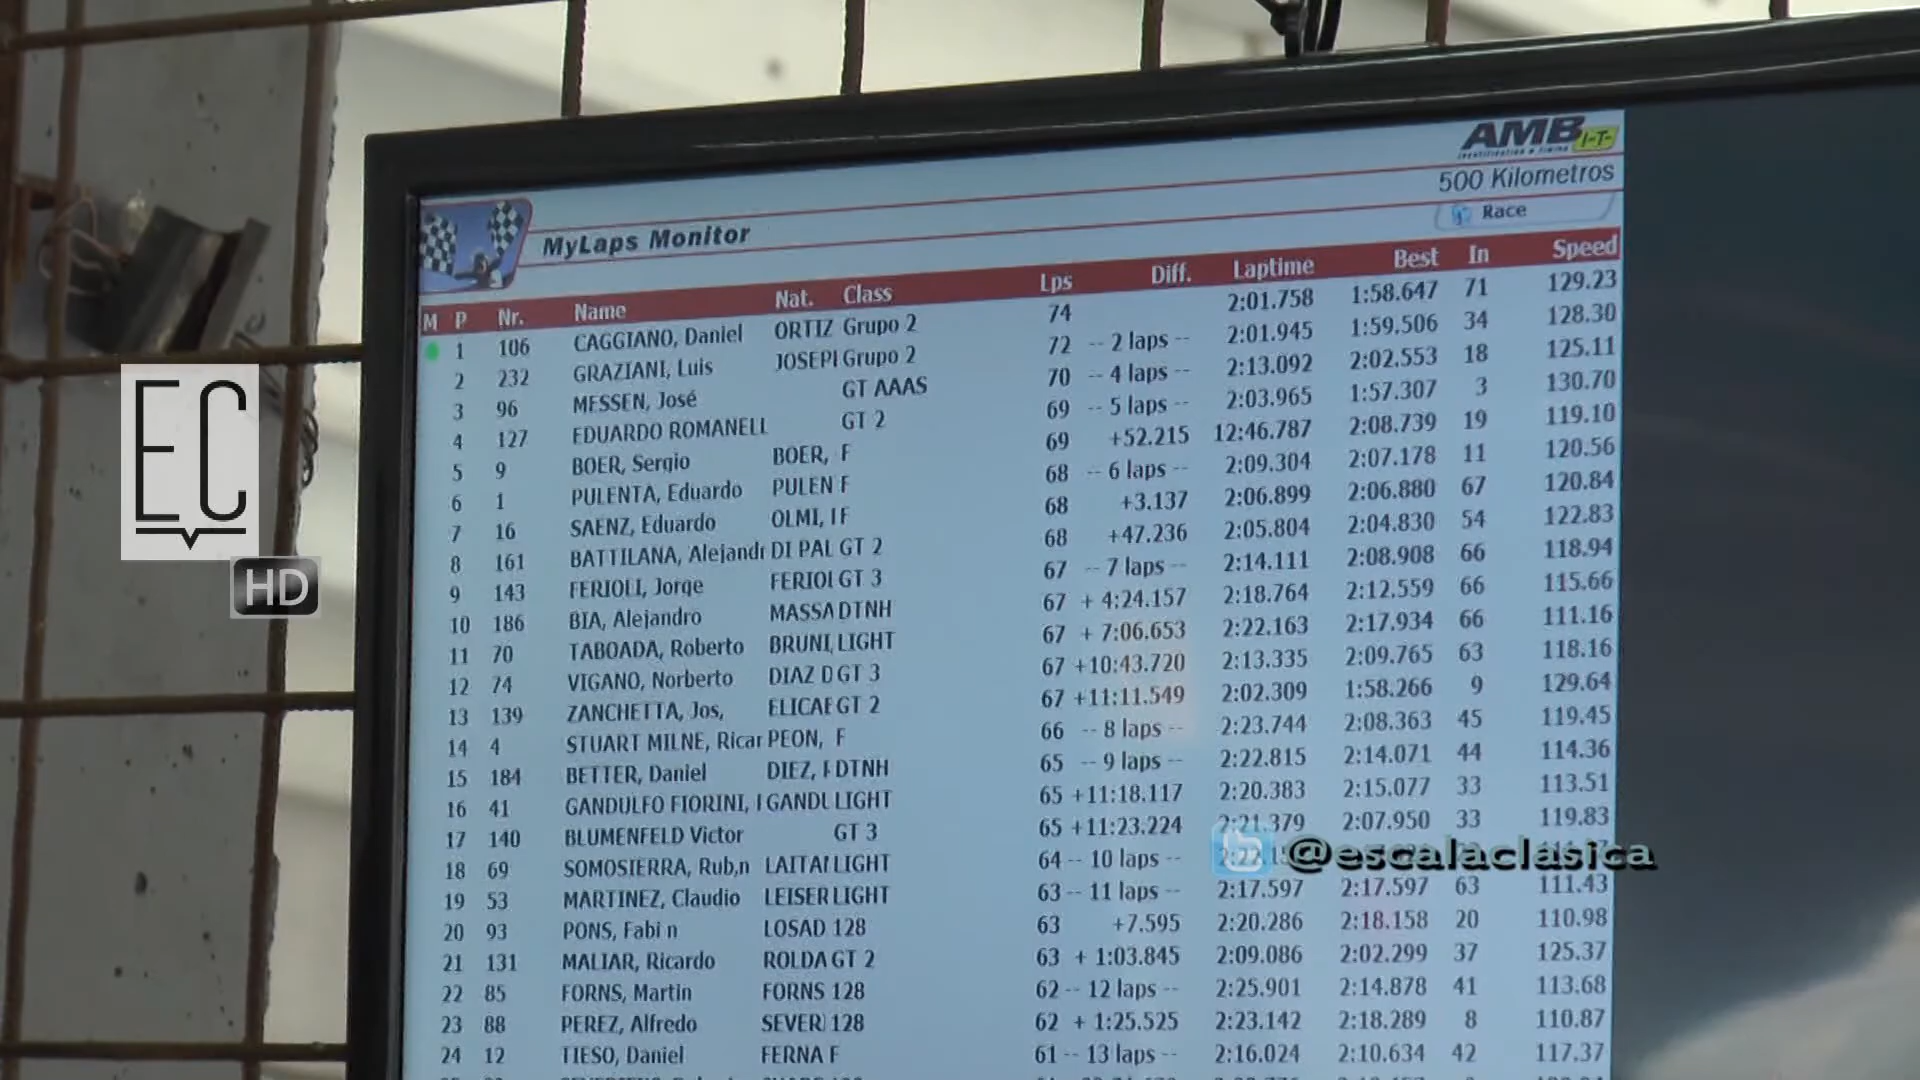 AMB I-T-
500 Kilometros
MyLaps Monitor
Race
M P Nr. Name Nat. Class Lps Diff. Laptime Best In Speed
1 106 CAGGIANO, Daniel ORTIZ Grupo 2 74 2:01.758 1:58.647 71 129.23
2 232 GRAZIANI, Luis JOSEPI Grupo 2 72 -- 2 laps -- 2:01.945 1:59.506 34 128.30
3 96 MESSEN, José GT AAAS 70 -- 4 laps -- 2:13.092 2:02.553 18 125.11
4 127 EDUARDO ROMANELL GT 2 69 -- 5 laps -- 2:03.965 1:57.307 3 130.70
5 9 BOER, Sergio BOER, F 69 +52.215 12:46.787 2:08.739 19 119.10
6 1 PULENTA, Eduardo PULEN F 68 -- 6 laps -- 2:09.304 2:07.178 11 120.56
7 16 SAENZ, Eduardo OLMI, I F 68 +3.137 2:06.899 2:06.880 67 120.84
8 161 BATTILANA, Alejandr DI PAL GT 2 68 +47.236 2:05.804 2:04.830 54 122.83
9 143 FERIOLI, Jorge FERIOI GT 3 67 -- 7 laps -- 2:14.111 2:08.908 66 118.94
10 186 BIA, Alejandro MASSA DTNH 67 + 4:24.157 2:18.764 2:12.559 66 115.66
11 70 TABOADA, Roberto BRUNI, LIGHT 67 + 7:06.653 2:22.163 2:17.934 66 111.16
12 74 VIGANO, Norberto DIAZ D GT 3 67 +10:43.720 2:13.335 2:09.765 63 118.16
13 139 ZANCHETTA, Jos, ELICAB GT 2 67 +11:11.549 2:02.309 1:58.266 9 129.64
14 4 STUART MILNE, Ricar PEON, F 66 -- 8 laps -- 2:23.744 2:08.363 45 119.45
15 184 BETTER, Daniel DIEZ, DTNH 65 -- 9 laps -- 2:22.815 2:14.071 44 114.36
16 41 GANDULFO FIORINI, GANDU LIGHT 65 +11:18.117 2:20.383 2:15.077 33 113.51
17 140 BLUMENFELD Victor GT 3 65 +11:23.224 2:21.379 2:07.950 33 119.83
18 69 SOMOSIERRA, Rub,n LAITAI LIGHT 64 -- 10 laps --
19 53 MARTINEZ, Claudio LEISER LIGHT 63 -- 11 laps -- 2:17.597 2:17.597 63 111.43
20 93 PONS, Fabi n LOSAD 128 63 +7.595 2:20.286 2:18.158 20 110.98
21 131 MALIAR, Ricardo ROLDA GT 2 63 + 1:03.845 2:09.086 2:02.299 37 125.37
22 85 FORNS, Martin FORNS 128 62 -- 12 laps -- 2:25.901 2:14.878 41 113.68
23 88 PEREZ, Alfredo SEVER 128 62 + 1:25.525 2:23.142 2:18.289 8 110.87
24 12 TIESO, Daniel FERNA F 61 -- 13 laps -- 2:16.024 2:10.634 42 117.37
EC
HD
@escalaclasica